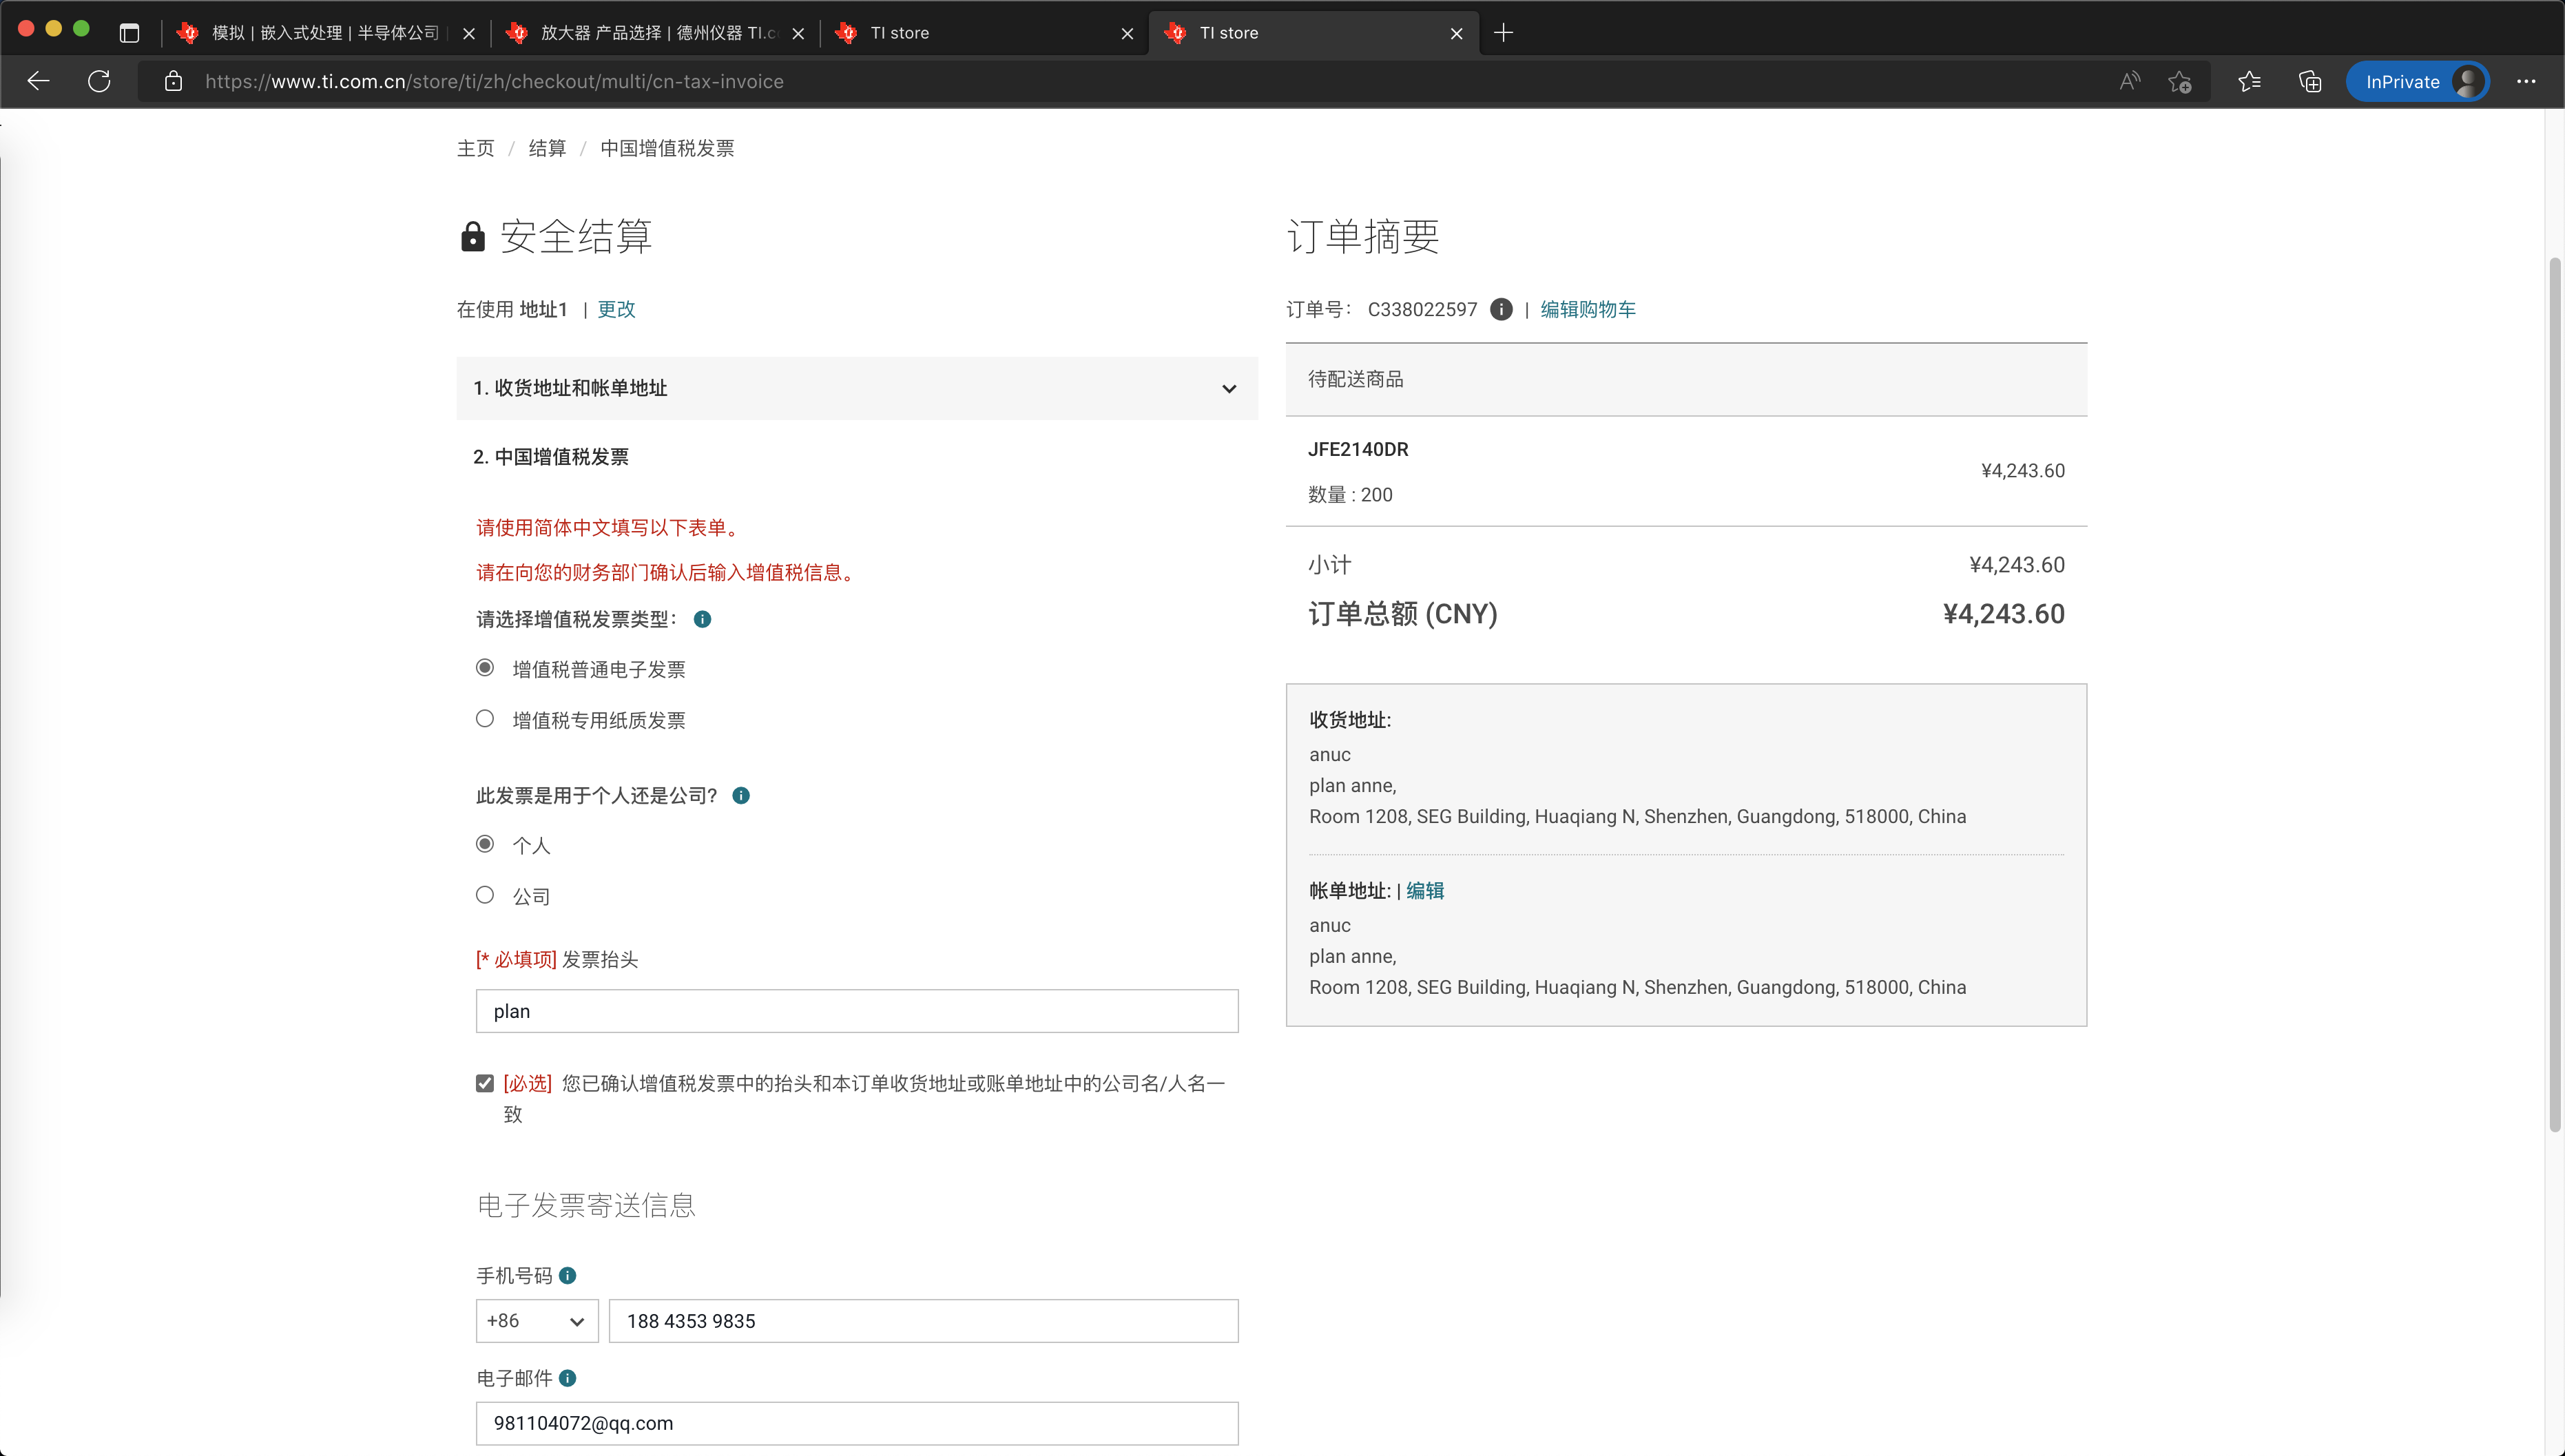 模拟 | 嵌入式处理 | 半导体公司 |
放大器 产品选择 | 德州仪器 TI.c
TI store
TI store
https://www.ti.com.cn/store/ti/zh/checkout/multi/cn-tax-invoice
InPrivate
主页 / 结算 / 中国增值税发票
安全结算
在使用 地址1 | 更改
1. 收货地址和帐单地址
2. 中国增值税发票
请使用简体中文填写以下表单。
请在向您的财务部门确认后输入增值税信息。
请选择增值税发票类型：
增值税普通电子发票
增值税专用纸质发票
此发票是用于个人还是公司?
个人
公司
[* 必填项] 发票抬头
plan
[必选] 您已确认增值税发票中的抬头和本订单收货地址或账单地址中的公司名/人名一
致
电子发票寄送信息
手机号码
+86
188 4353 9835
电子邮件
981104072@qq.com
订单摘要
订单号： C338022597 | 编辑购物车
待配送商品
JFE2140DR
¥4,243.60
数量 : 200
小计 ¥4,243.60
订单总额 (CNY) ¥4,243.60
收货地址:
anuc
plan anne,
Room 1208, SEG Building, Huaqiang N, Shenzhen, Guangdong, 518000, China
帐单地址: | 编辑
anuc
plan anne,
Room 1208, SEG Building, Huaqiang N, Shenzhen, Guangdong, 518000, China